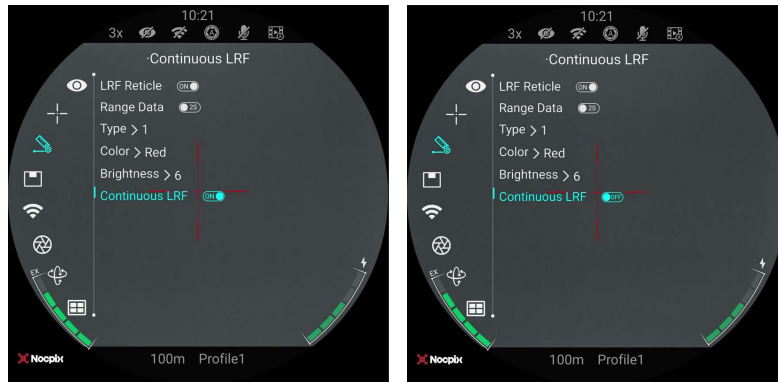 10:21
3x
·Continuous LRF
LRF Reticle ON
Range Data 2S
Type > 1
Color > Red
Brightness > 6
Continuous LRF ON
EX
Nocpix
100m Profile1
10:21
3x
·Continuous LRF
LRF Reticle ON
Range Data 2S
Type > 1
Color > Red
Brightness > 6
Continuous LRF OFF
EX
Nocpix
100m Profile1